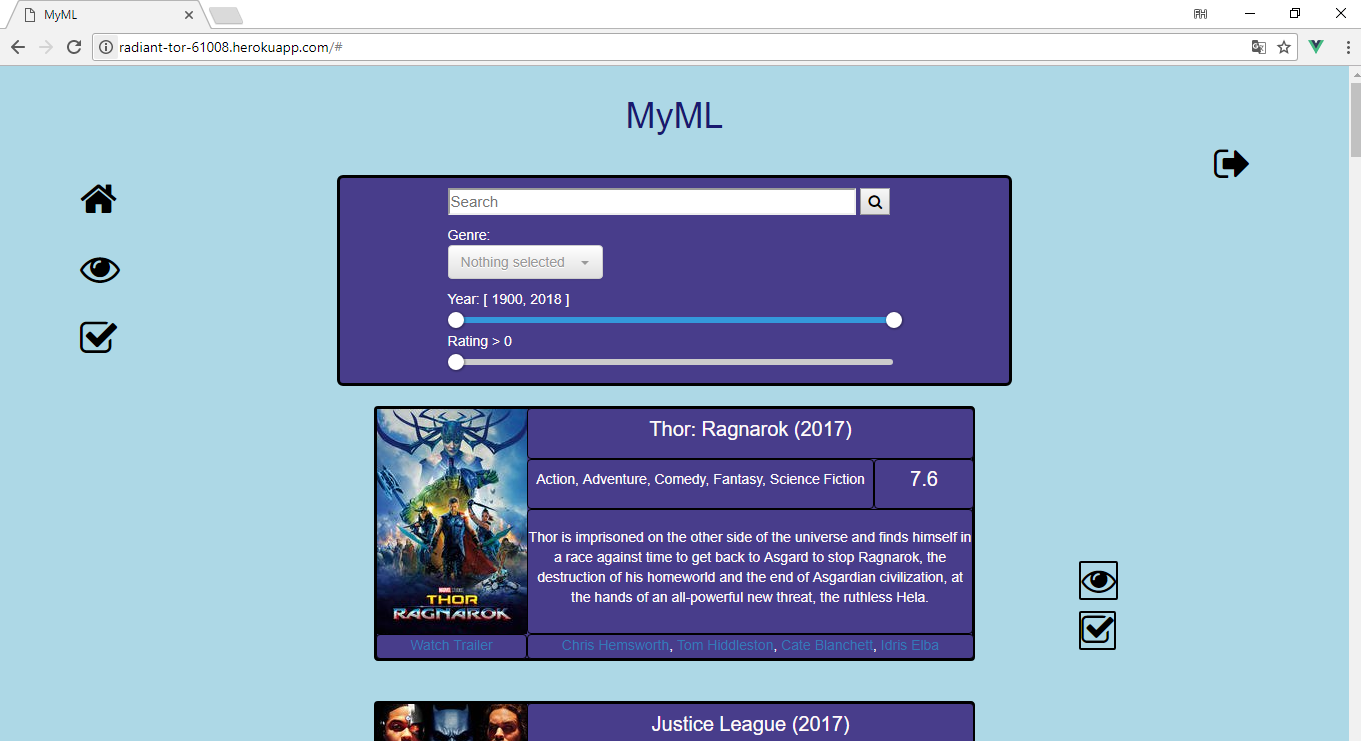 MyML
radiant-tor-61008.herokuapp.com/#
MyML
Search
Genre:
Nothing selected
Year: [ 1900, 2018 ]
Rating > 0
Thor: Ragnarok (2017)
Action, Adventure, Comedy, Fantasy, Science Fiction
7.6
Thor is imprisoned on the other side of the universe and finds himself in
a race against time to get back to Asgard to stop Ragnarok, the
destruction of his homeworld and the end of Asgardian civilization, at
the hands of an all-powerful new threat, the ruthless Hela.
MARVEL STUDIOS
THOR
RAGNAROK
Watch Trailer
Chris Hemsworth, Tom Hiddleston, Cate Blanchett, Idris Elba
Justice League (2017)